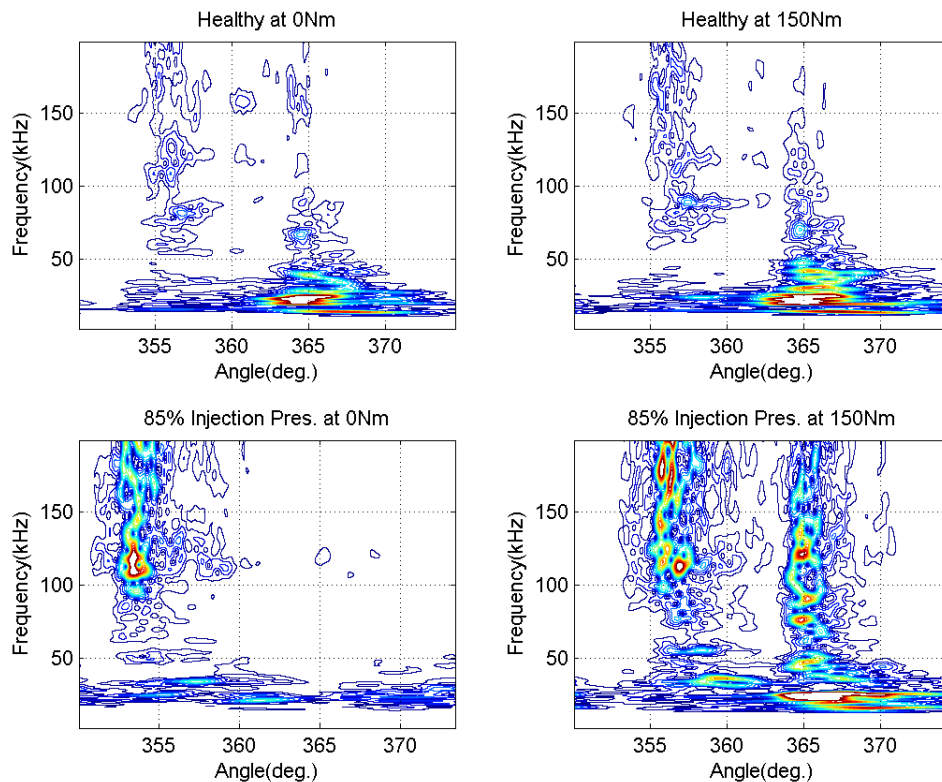 Healthy at 0Nm
Healthy at 150Nm
Frequency(kHz)
150
100
50
355 360 365 370
Angle(deg.)
Frequency(kHz)
150
100
50
355 360 365 370
Angle(deg.)
85% Injection Pres. at 0Nm
85% Injection Pres. at 150Nm
Frequency(kHz)
150
100
50
355 360 365 370
Angle(deg.)
Frequency(kHz)
150
100
50
355 360 365 370
Angle(deg.)